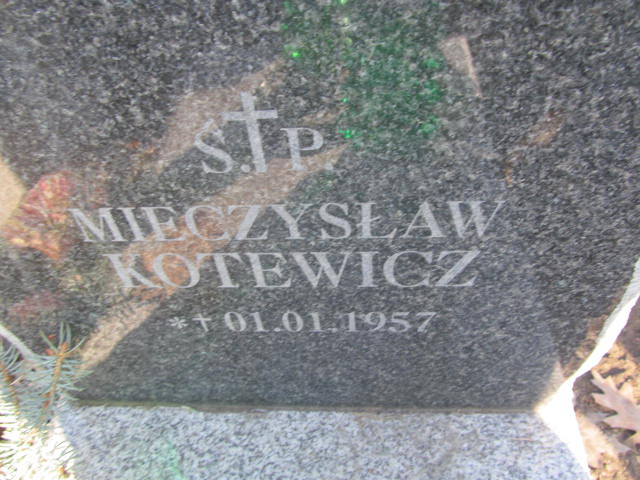 Ś.†P.
MIECZYSŁAW
KOTEWICZ
*† 01.01.1957